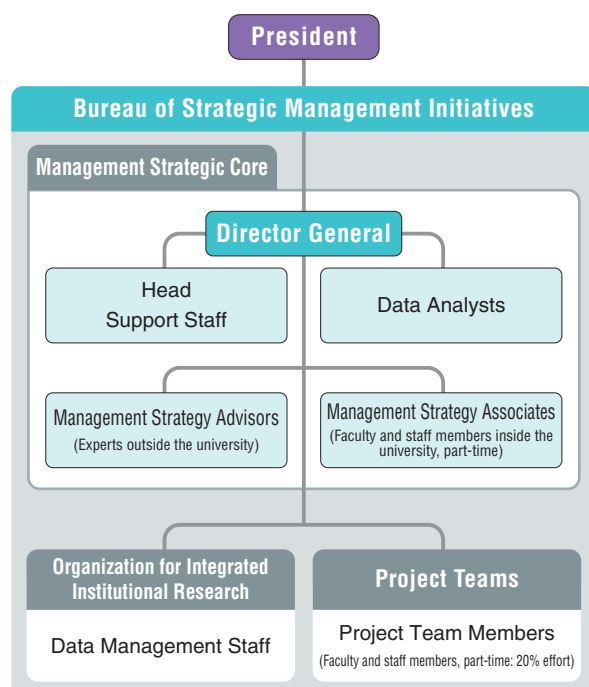 President
Bureau of Strategic Management Initiatives
Management Strategic Core
Director General
Head
Support Staff
Data Analysts
Management Strategy Advisors
(Experts outside the university)
Management Strategy Associates
(Faculty and staff members inside the
university, part-time)
Organization for Integrated
Institutional Research
Data Management Staff
Project Teams
Project Team Members
(Faculty and staff members, part-time: 20% effort)